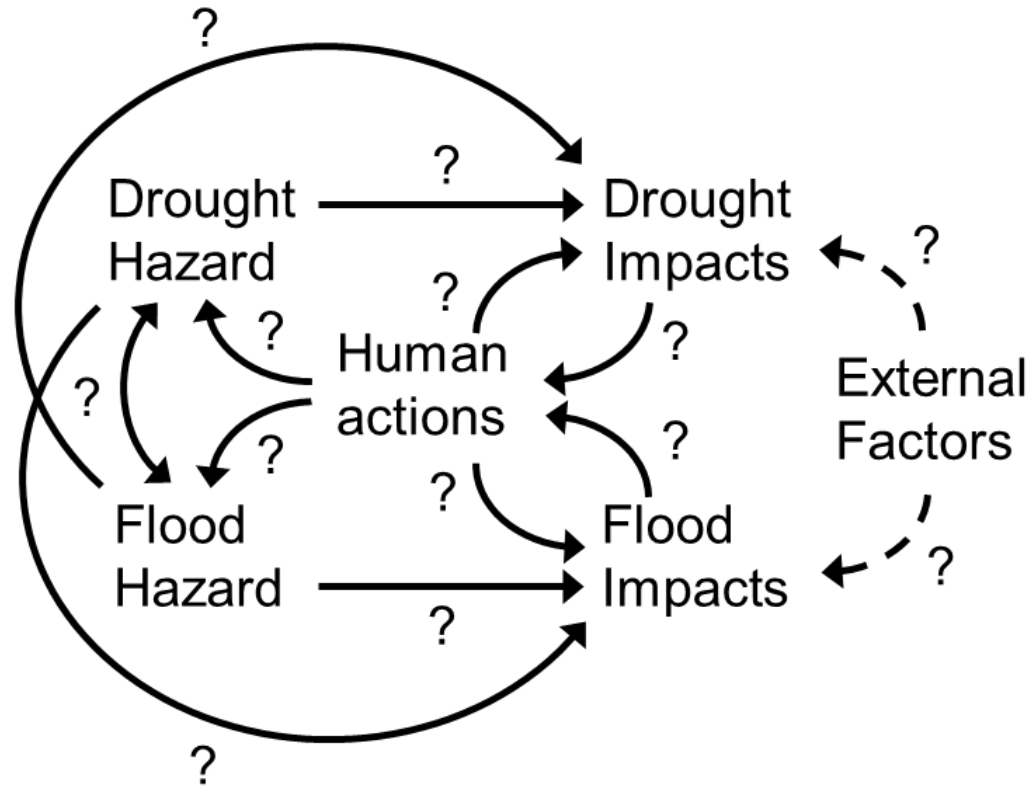 ?
?
Drought
Hazard
Drought
Impacts
?
?
?
?
?
Human
actions
External
Factors
?
?
?
Flood
Hazard
Flood
Impacts
?
?
?